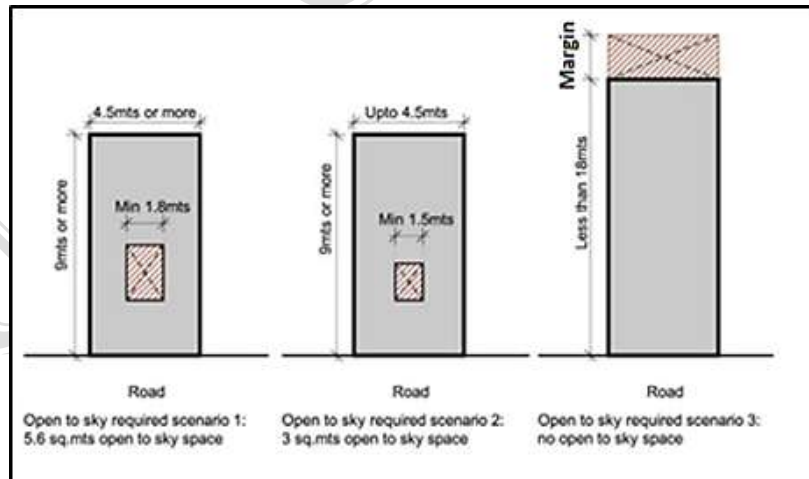 4.5mts or more
9mts or more
Min 1.8mts
Road
Open to sky required scenario 1:
5.6 sq.mts open to sky space
Upto 4.5mts
9mts or more
Min 1.5mts
Road
Open to sky required scenario 2:
3 sq.mts open to sky space
Margin
Less than 18mts
Road
Open to sky required scenario 3:
no open to sky space